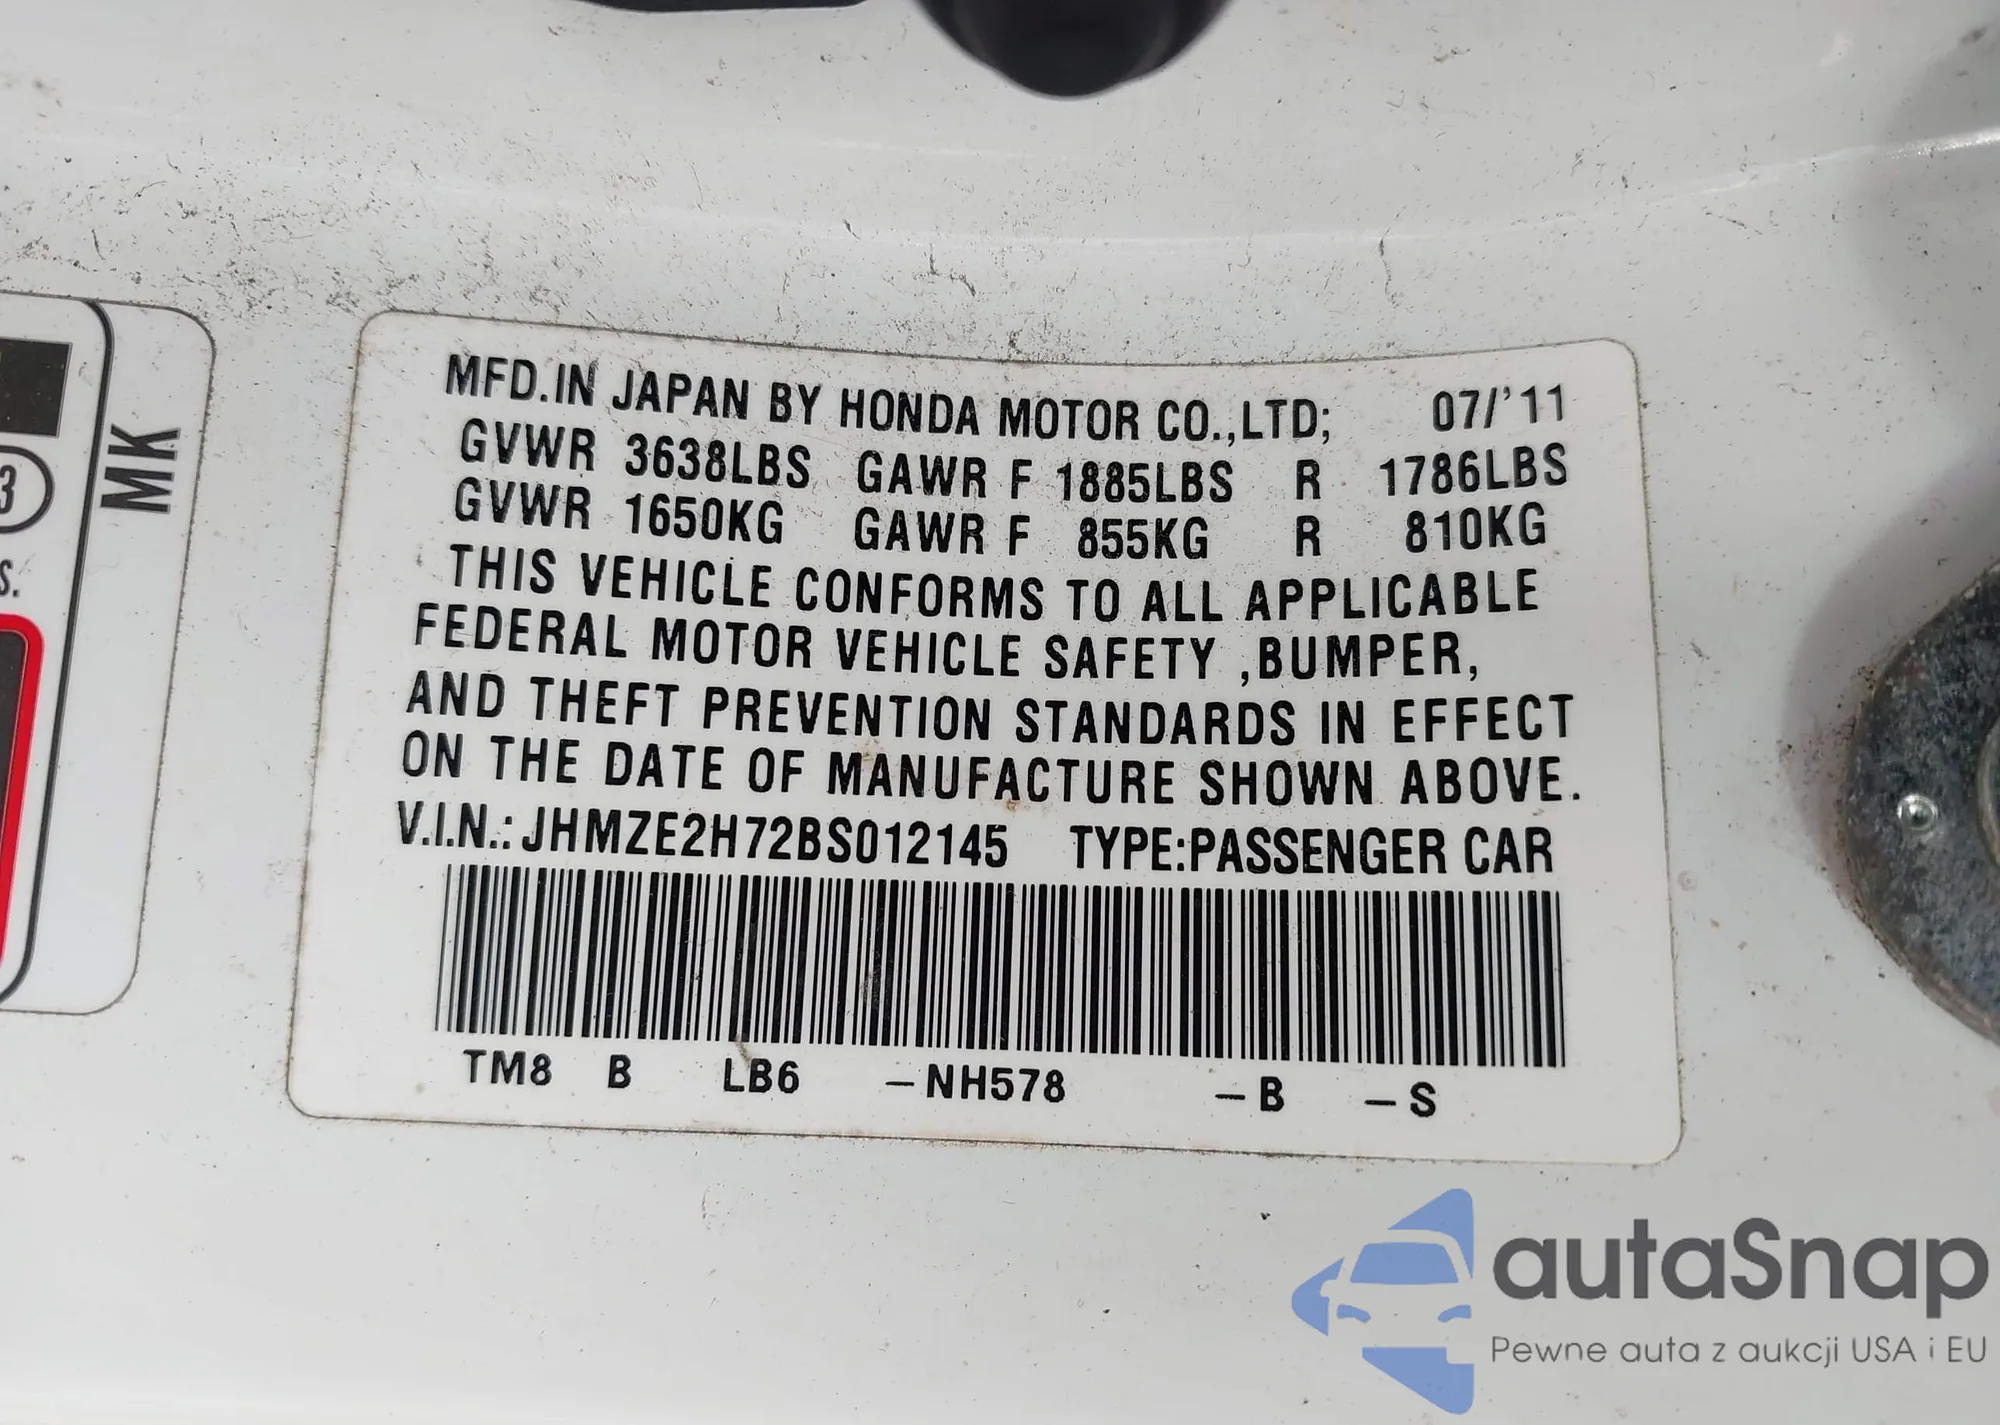 MK
3
S.
MFD.IN JAPAN BY HONDA MOTOR CO.,LTD; 07/'11
GVWR 3638LBS GAWR F 1885LBS R 1786LBS
GVWR 1650KG GAWR F 855KG R 810KG
THIS VEHICLE CONFORMS TO ALL APPLICABLE
FEDERAL MOTOR VEHICLE SAFETY ,BUMPER,
AND THEFT PREVENTION STANDARDS IN EFFECT
ON THE DATE OF MANUFACTURE SHOWN ABOVE.
V.I.N.: JHMZE2H72BS012145 TYPE:PASSENGER CAR
TM8 B LB6 –NH578 –B –S
autaSnap
Pewne auta z aukcji USA i EU